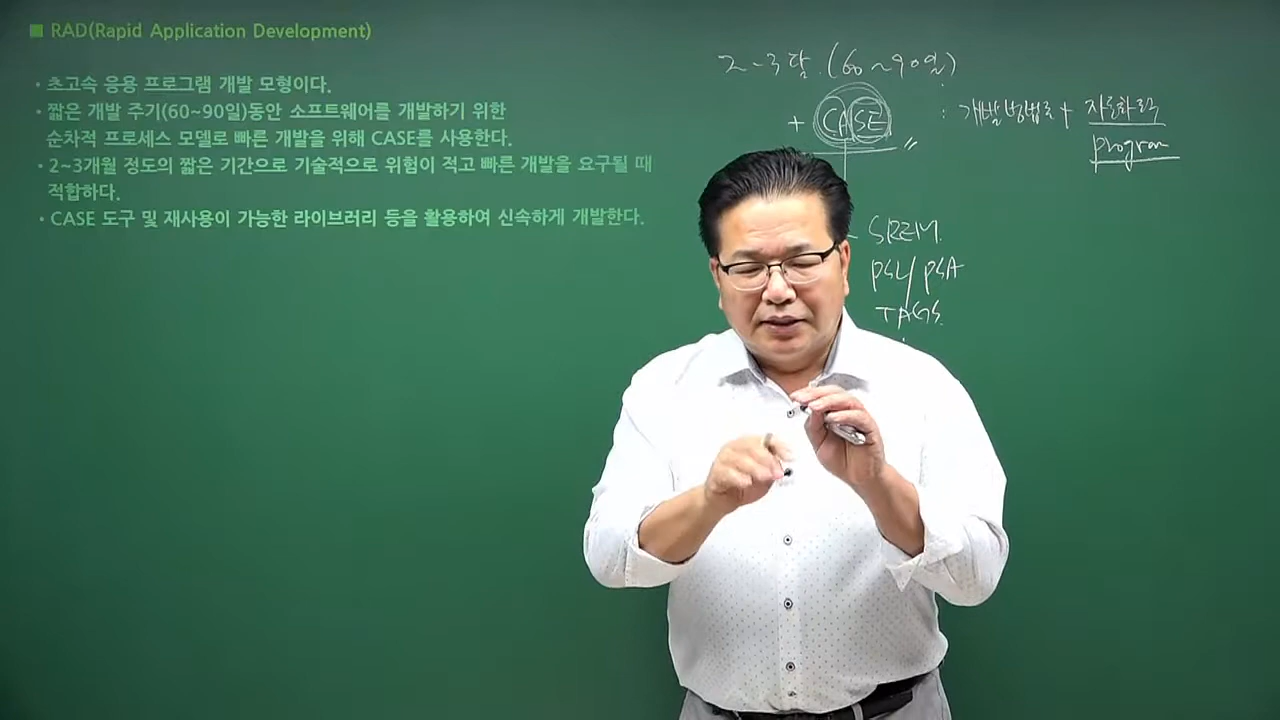 ■ RAD(Rapid Application Development)
• 초고속 응용 프로그램 개발 모형이다.
• 짧은 개발 주기(60~90일)동안 소프트웨어를 개발하기 위한
순차적 프로세스 모델로 빠른 개발을 위해 CASE를 사용한다.
• 2~3개월 정도의 짧은 기간으로 기술적으로 위험이 적고 빠른 개발을 요구될 때
적합하다.
• CASE 도구 및 재사용이 가능한 라이브러리 등을 활용하여 신속하게 개발한다.
2~3달 (60~90일)
+ CASE : 개발방법론 + 자동화
program
- SREM
PSL/PSA
TAGS